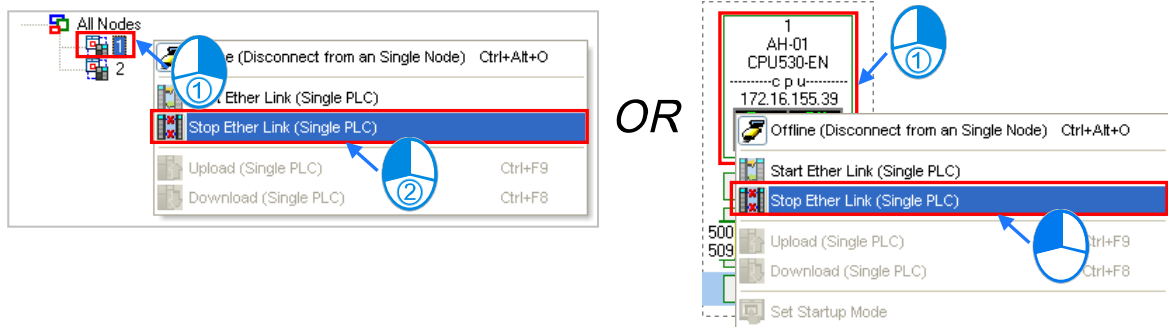 All Nodes
1
2
e (Disconnect from an Single Node) Ctrl+Alt+O
Ether Link (Single PLC)
Stop Ether Link (Single PLC)
Upload (Single PLC) Ctrl+F9
Download (Single PLC) Ctrl+F8
1
2
OR
1
AH-01
CPU530-EN
---------c p u---------
172.16.155.39
1
Offline (Disconnect from an Single Node) Ctrl+Alt+O
Start Ether Link (Single PLC)
Stop Ether Link (Single PLC)
500
509
Upload (Single PLC) trl+F9
Download (Single PLC) Ctrl+F8
Set Startup Mode